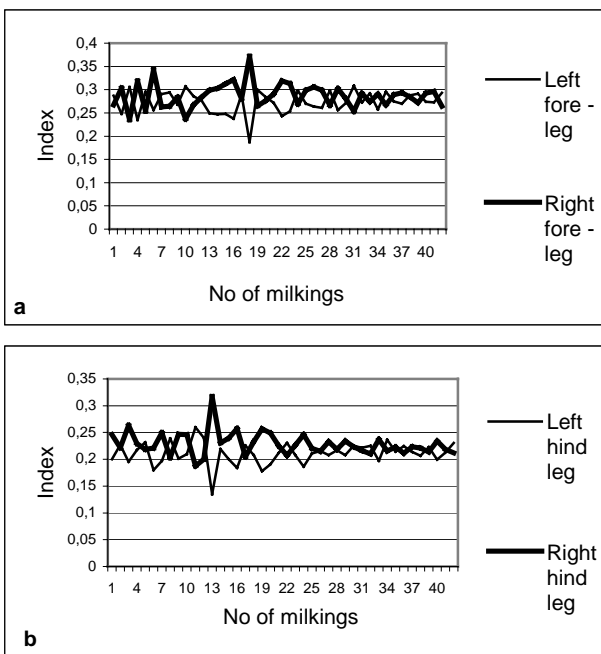 0,4
0,35
0,3
0,25
0,2
0,15
0,1
0,05
0
Index
1 4 7 10 13 16 19 22 25 28 31 34 37 40
No of milkings
Left
fore -
leg
Right
fore -
leg
a
0,35
0,3
0,25
0,2
0,15
0,1
0,05
0
Index
1 4 7 10 13 16 19 22 25 28 31 34 37 40
No of milkings
Left
hind
leg
Right
hind
leg
b